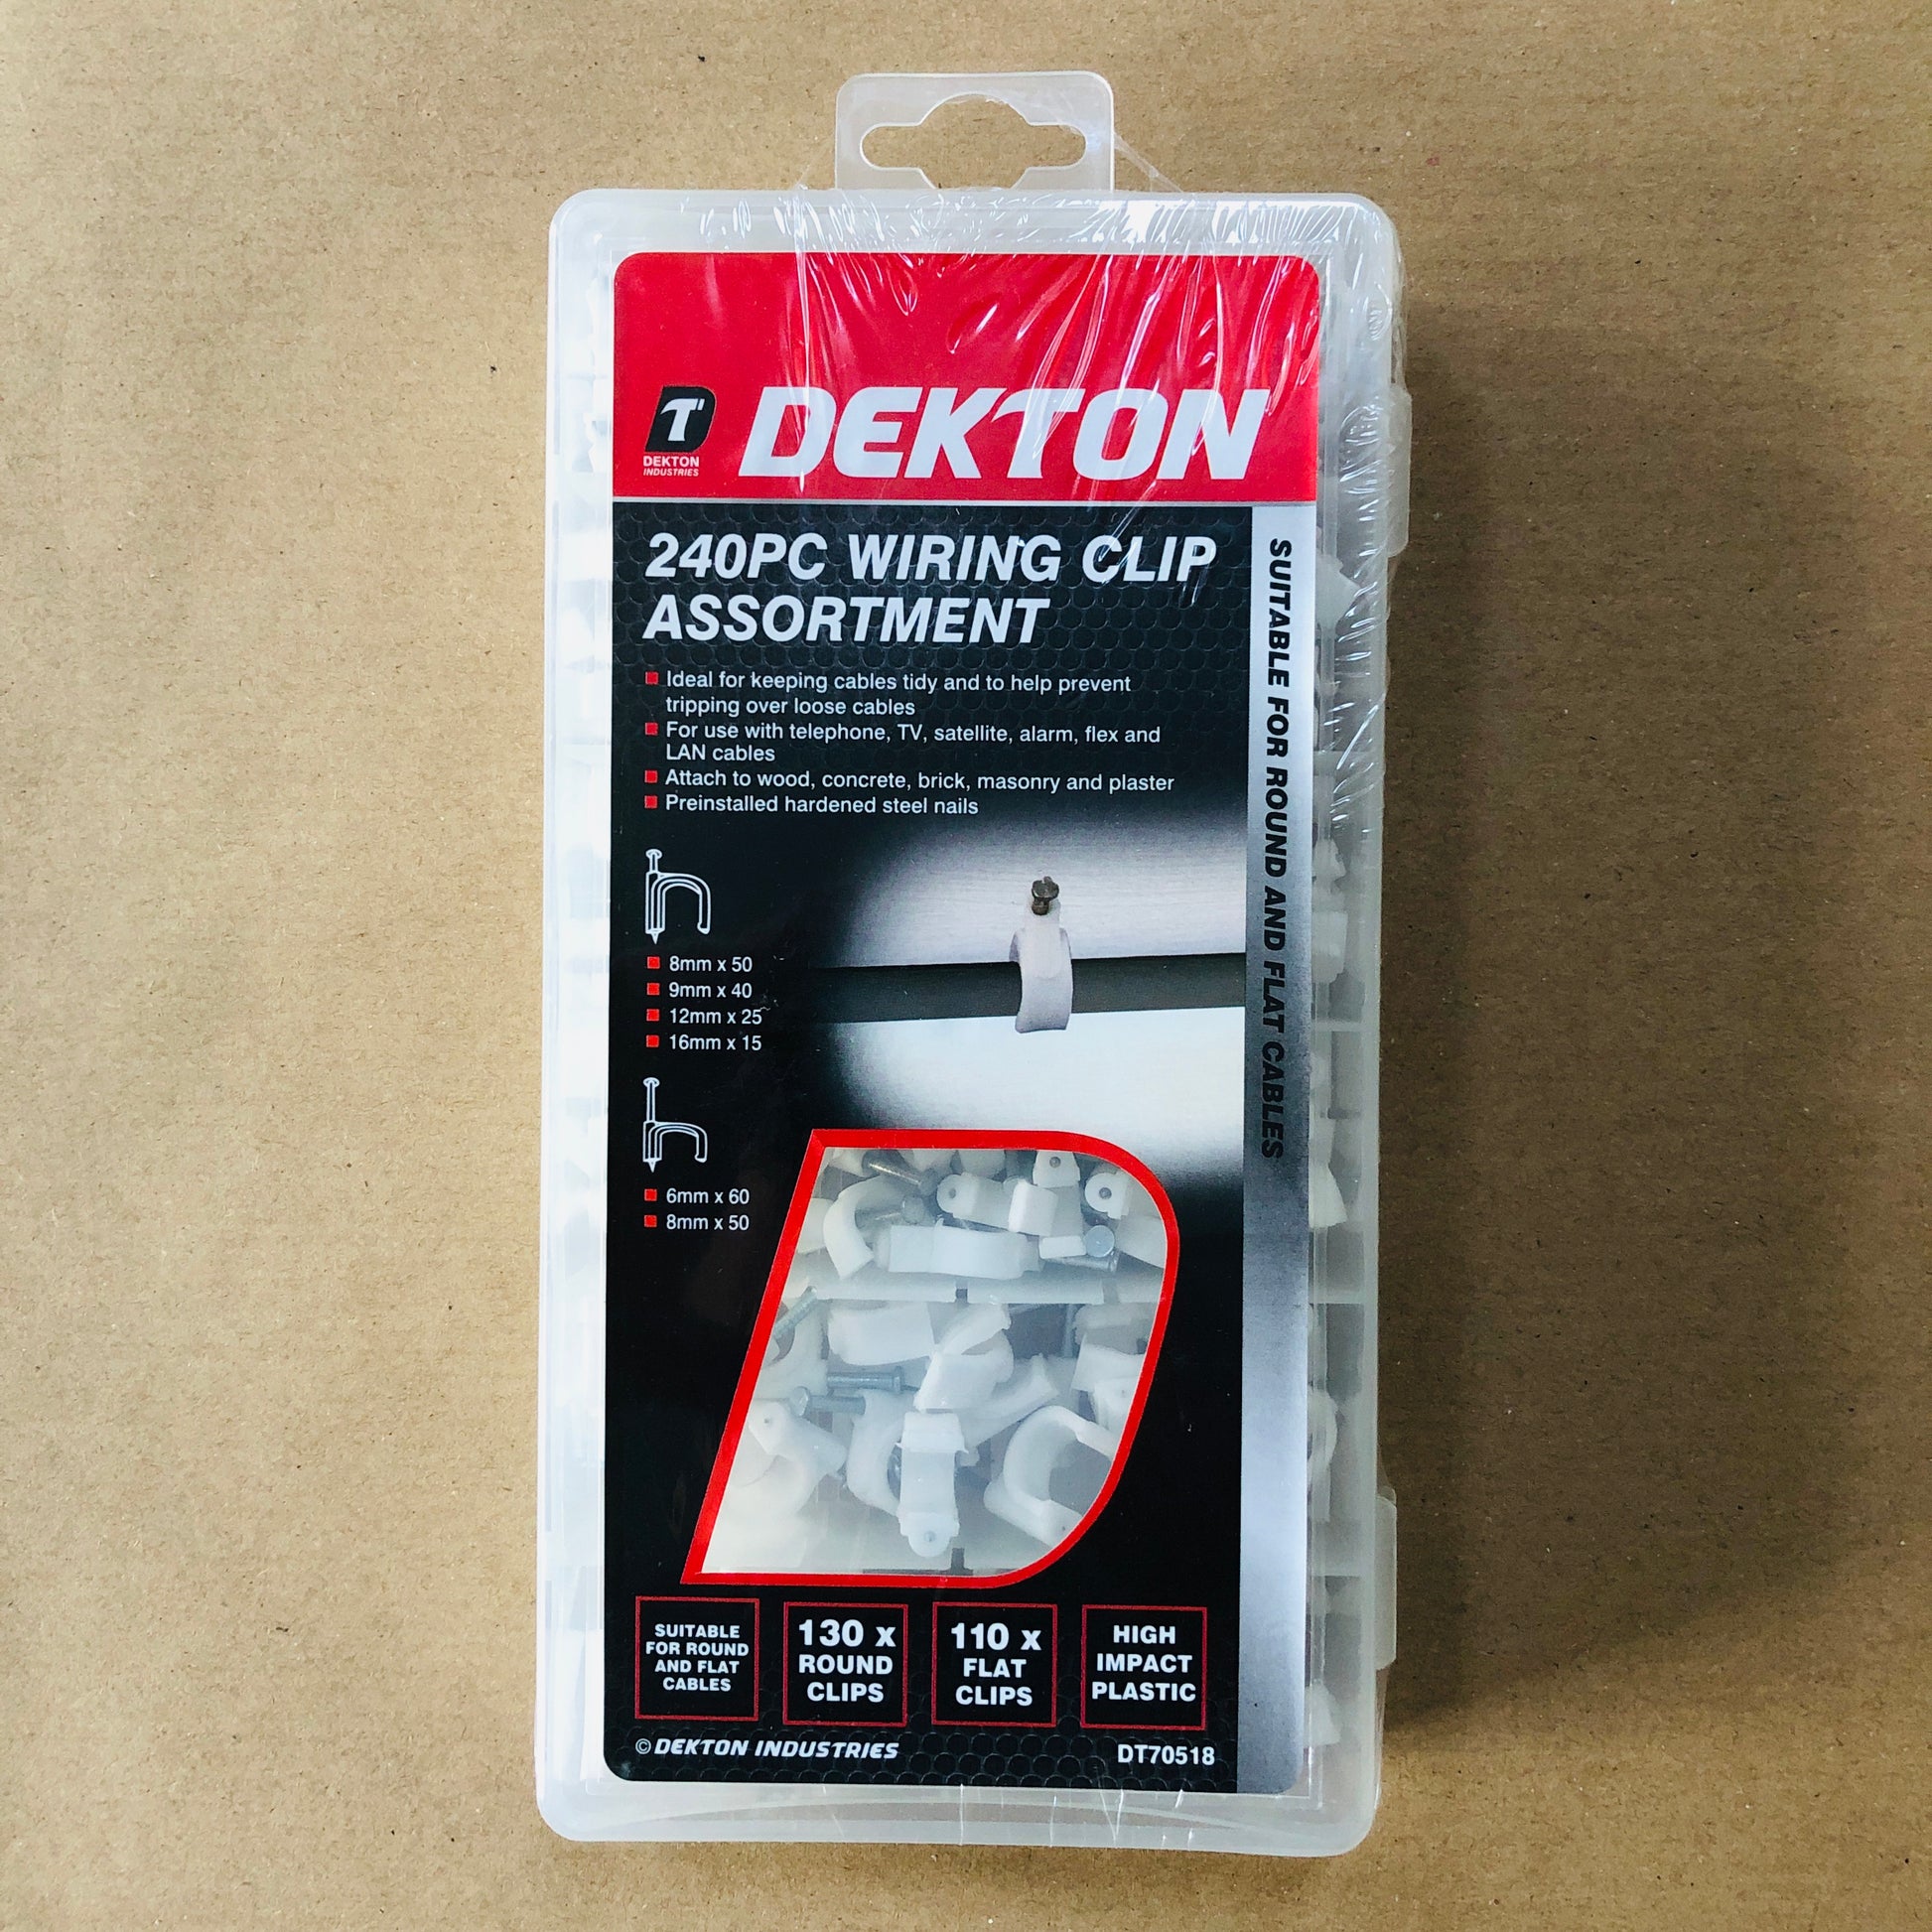 DEKTON
INDUSTRIES
DEKTON
240PC WIRING CLIP
ASSORTMENT
Ideal for keeping cables tidy and to help prevent
tripping over loose cables
For use with telephone, TV, satellite, alarm, flex and
LAN cables
Attach to wood, concrete, brick, masonry and plaster
Preinstalled hardened steel nails
8mm x 50
9mm x 40
12mm x 25
16mm x 15
6mm x 60
8mm x 50
SUITABLE FOR ROUND AND FLAT CABLES
SUITABLE
FOR ROUND
AND FLAT
CABLES
130 x
ROUND
CLIPS
110 x
FLAT
CLIPS
HIGH
IMPACT
PLASTIC
© DEKTON INDUSTRIES
DT70518